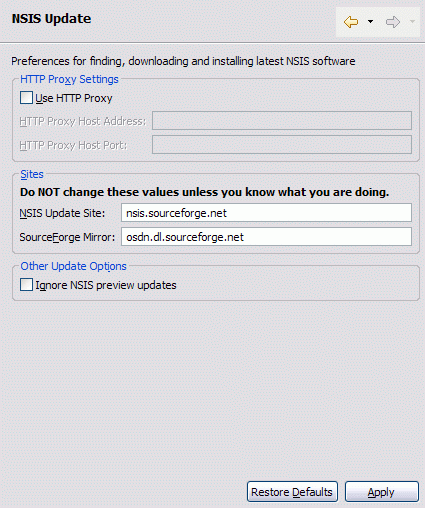 NSIS Update
Preferences for finding, downloading and installing latest NSIS software
HTTP Proxy Settings
Use HTTP Proxy
HTTP Proxy Host Address:
HTTP Proxy Host Port:
Sites
Do NOT change these values unless you know what you are doing.
NSIS Update Site: nsis.sourceforge.net
SourceForge Mirror: osdn.dl.sourceforge.net
Other Update Options
Ignore NSIS preview updates
Restore Defaults Apply